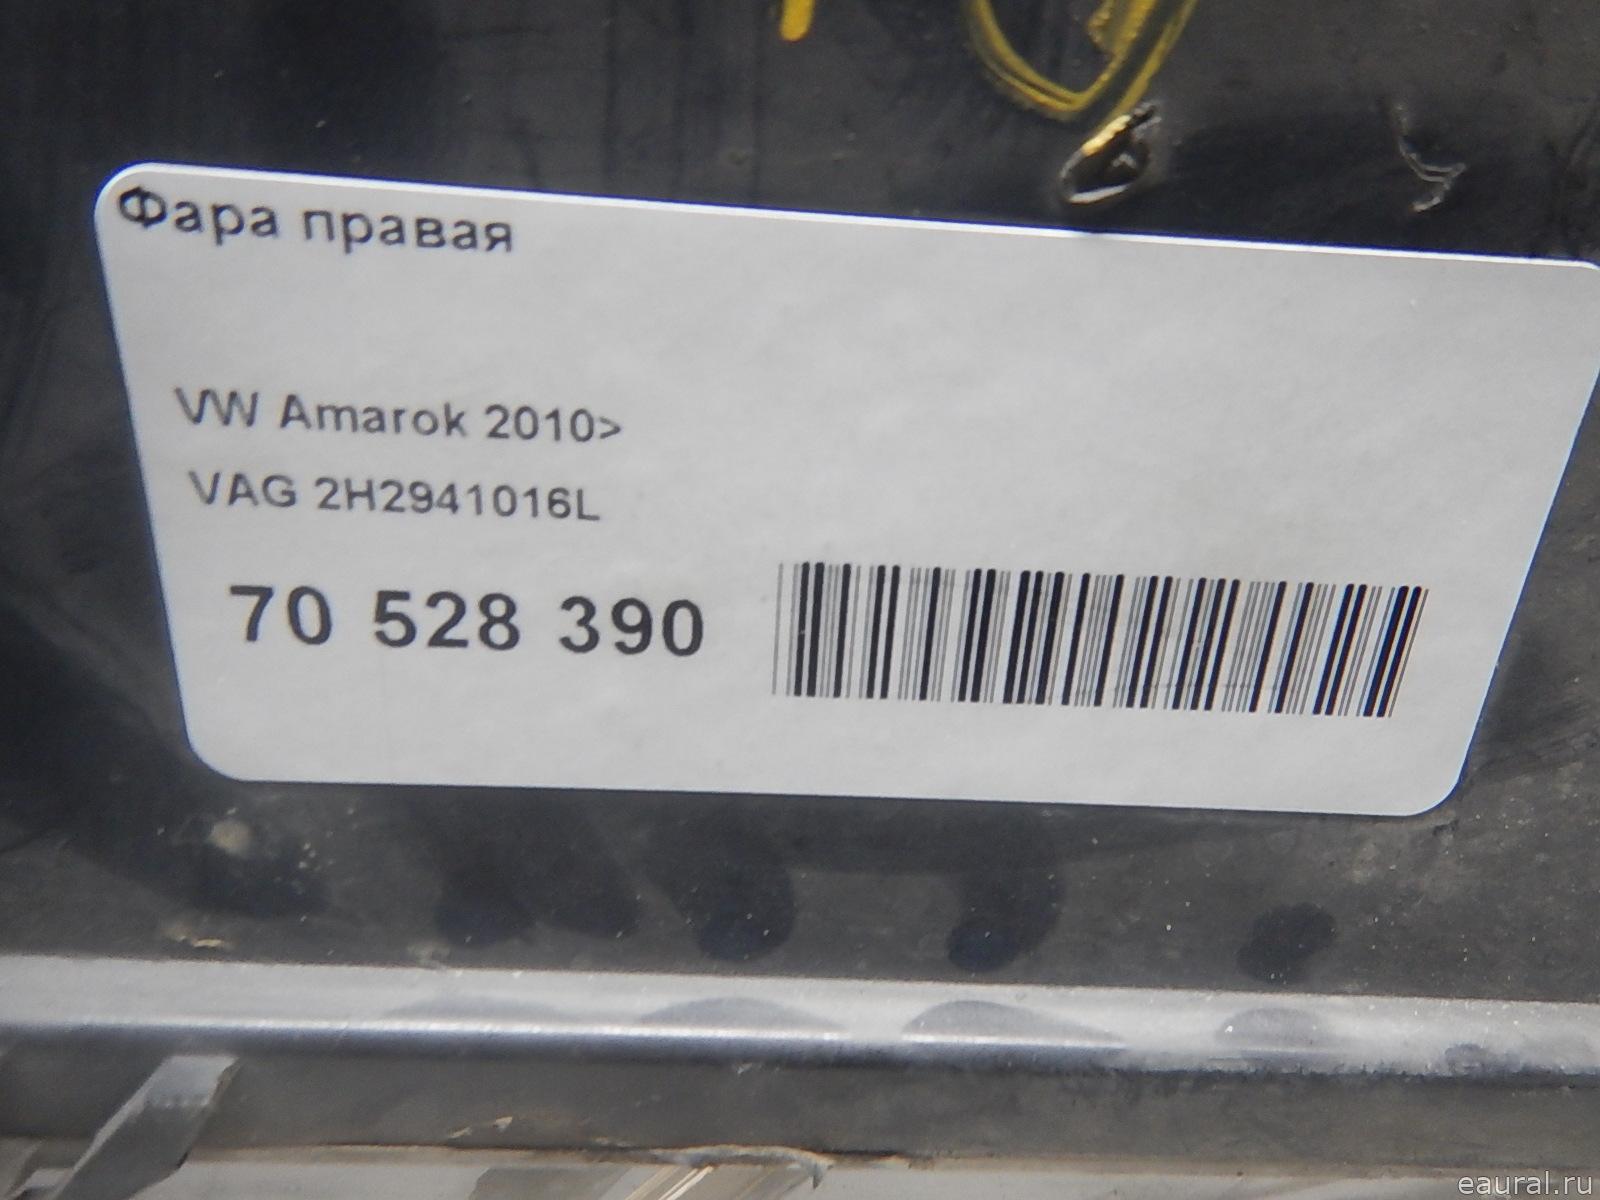 Фара правая
VW Amarok 2010>
VAG 2H2941016L
70 528 390
eaural.ru